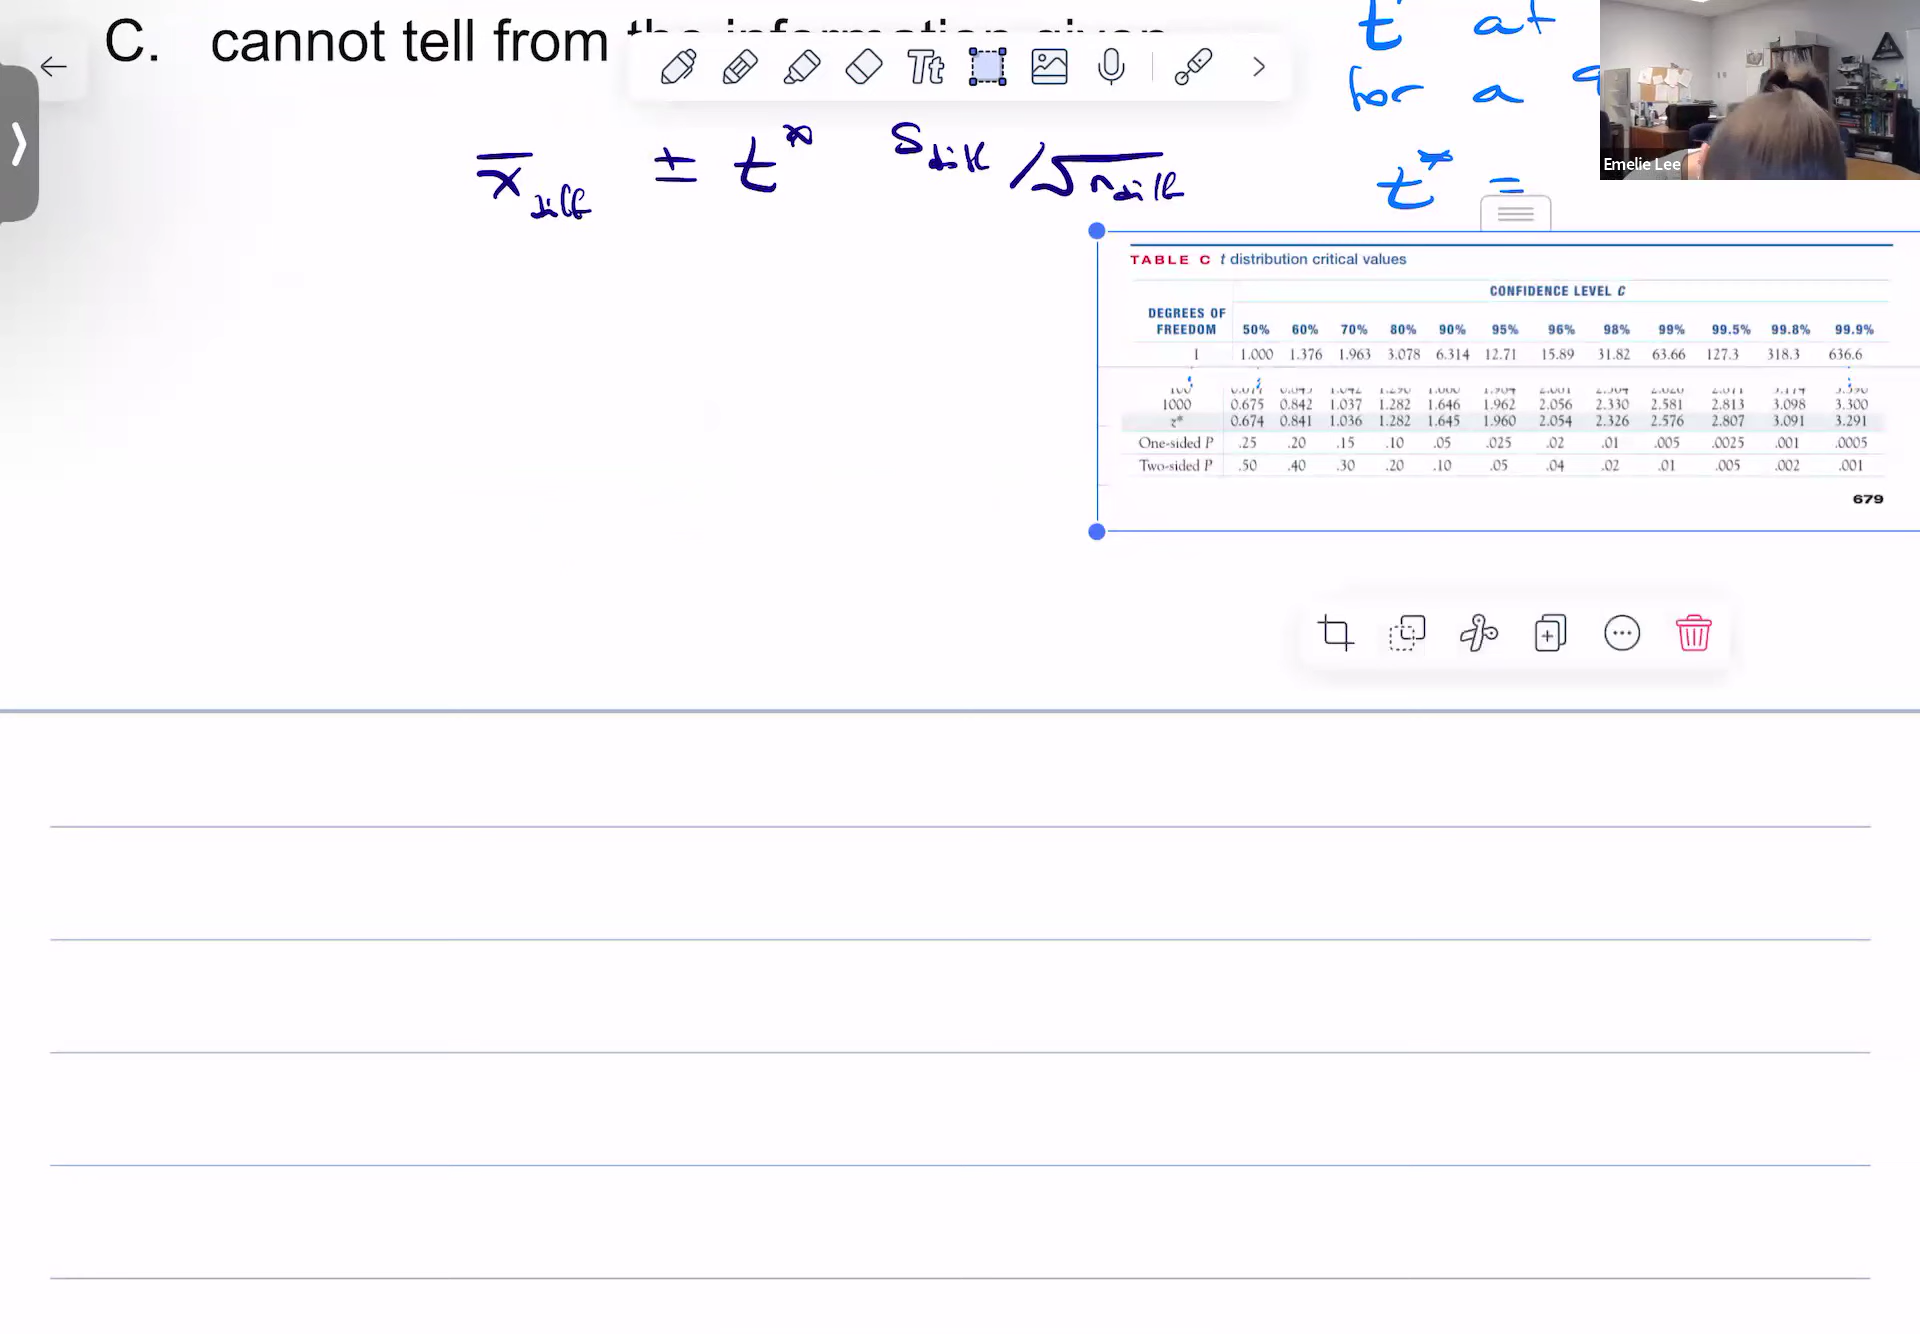 C. cannot tell from the information given
t* at
for a 9
x̄diff ± t* Sdiff /√ndiff
t* =
Emelie Lee
TABLE C t distribution critical values
CONFIDENCE LEVEL C
DEGREES OF FREEDOM 50% 60% 70% 80% 90% 95% 96% 98% 99% 99.5% 99.8% 99.9%
1 1.000 1.376 1.963 3.078 6.314 12.71 15.89 31.82 63.66 127.3 318.3 636.6
1000 0.675 0.842 1.037 1.282 1.646 1.962 2.056 2.330 2.581 2.813 3.098 3.300
z* 0.674 0.841 1.036 1.282 1.645 1.960 2.054 2.326 2.576 2.807 3.091 3.291
One-sided P .25 .20 .15 .10 .05 .025 .02 .01 .005 .0025 .001 .0005
Two-sided P .50 .40 .30 .20 .10 .05 .04 .02 .01 .005 .002 .001
679
Tt